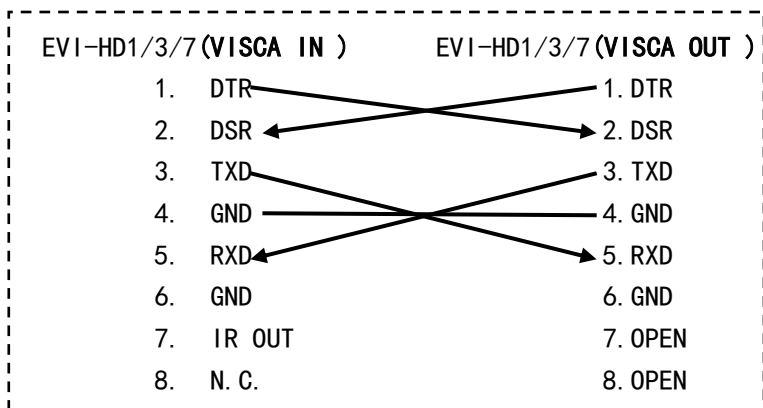 EVI-HD1/3/7(VISCA IN ) EVI-HD1/3/7(VISCA OUT )
1. DTR 1. DTR
2. DSR 2. DSR
3. TXD 3. TXD
4. GND 4. GND
5. RXD 5. RXD
6. GND 6. GND
7. IR OUT 7. OPEN
8. N.C. 8. OPEN